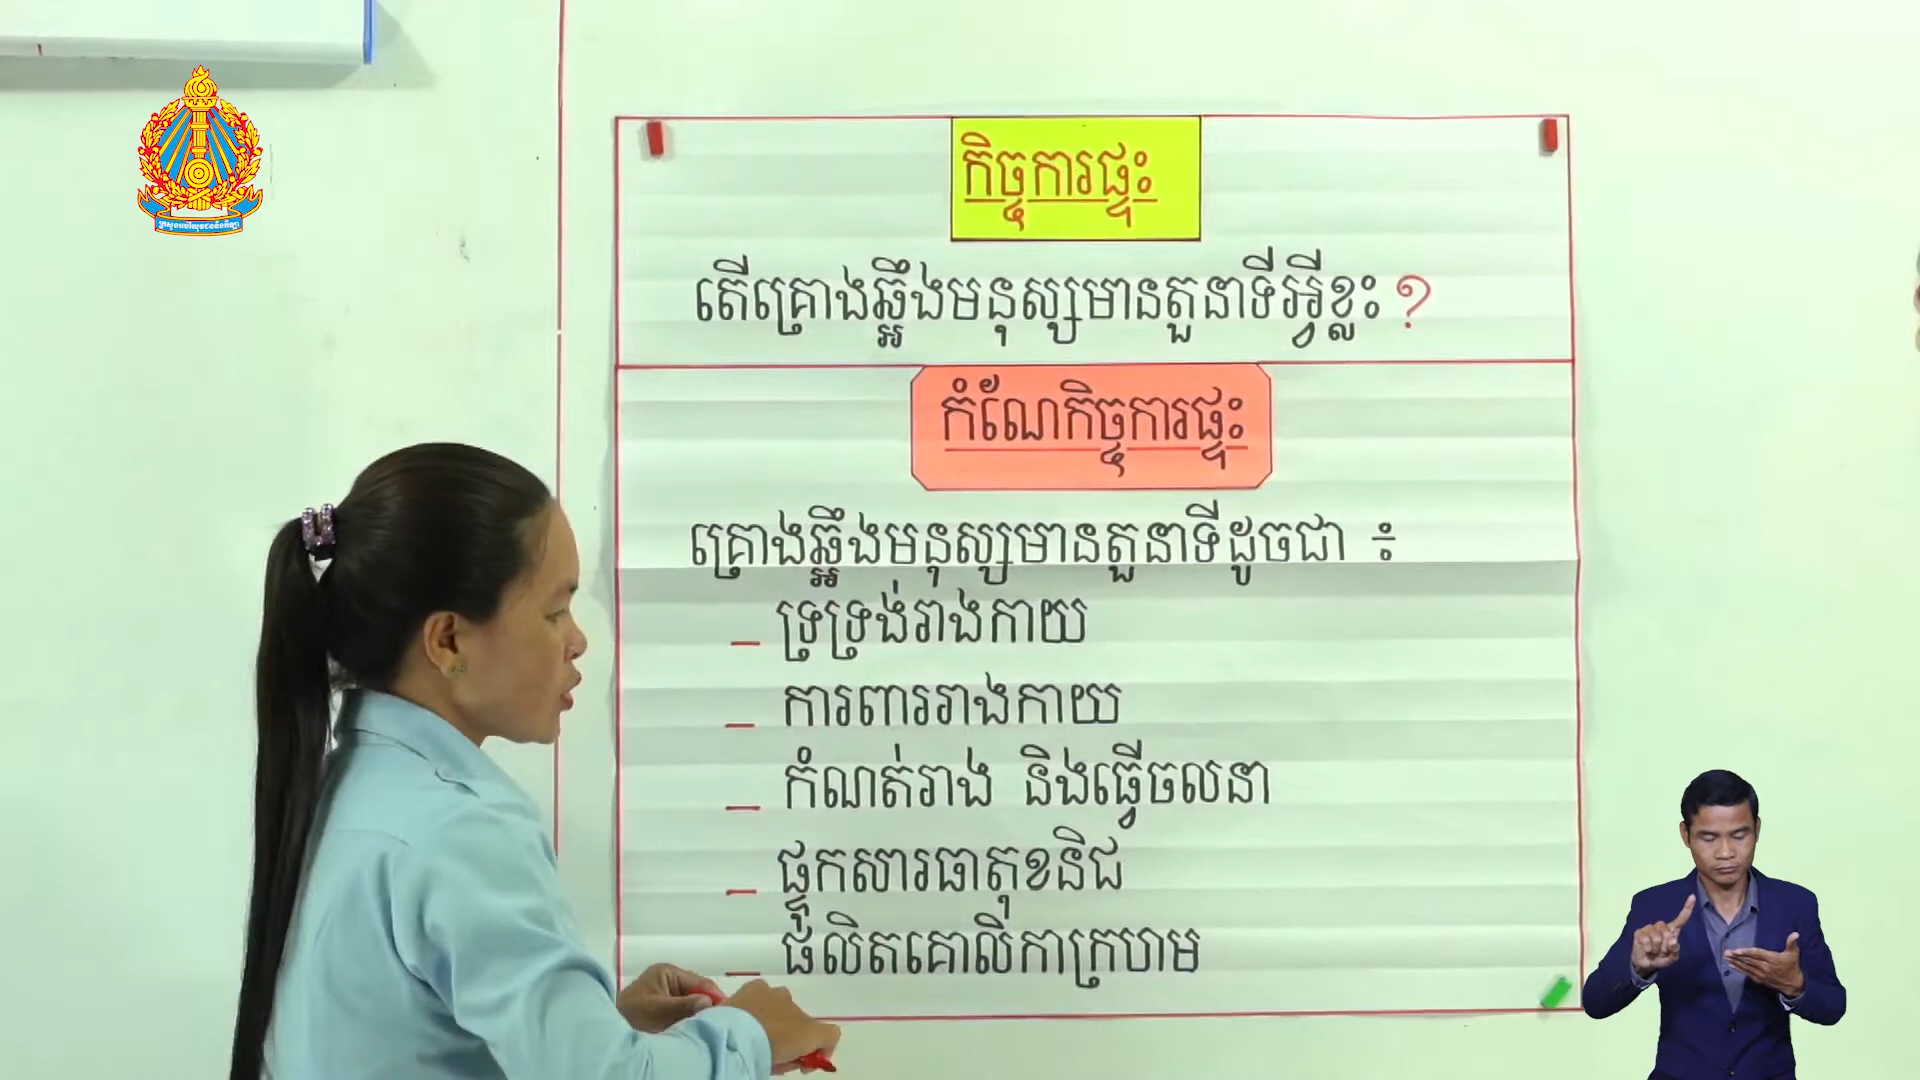 កិច្ចការផ្ទះ
តើគ្រោងឆ្អឹងមនុស្សមានតួនាទីអ្វីខ្លះ?
កំណែកិច្ចការផ្ទះ
គ្រោងឆ្អឹងមនុស្សមានតួនាទីដូចជា ៖
_ ទ្រទ្រង់រាងកាយ
_ ការពាររាងកាយ
_ កំណត់រាង និងធ្វើចលនា
_ ផ្ទុកសារធាតុខនិជ
_ ផលិតគោលិកាក្រហម